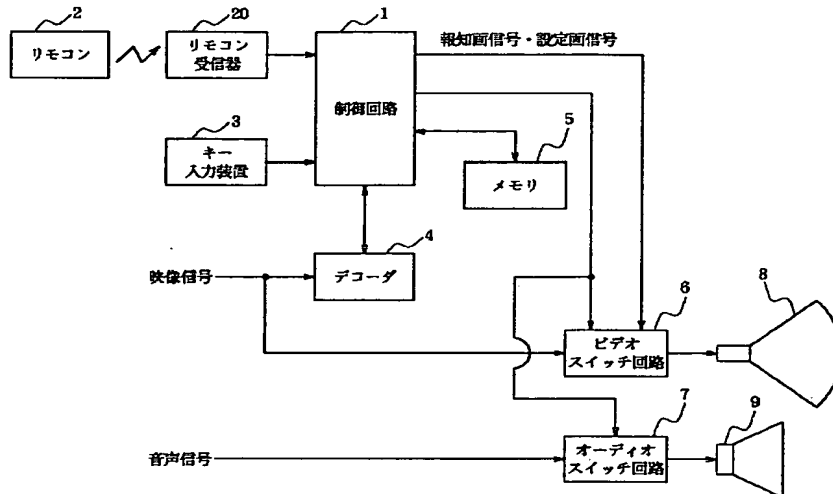 2
リモコン
20
リモコン
受信器
1
制御回路
報知画信号・設定画信号
3
キー
入力装置
5
メモリ
4
デコーダ
映像信号
6
ビデオ
スイッチ回路
8
7
オーディオ
スイッチ回路
9
音声信号